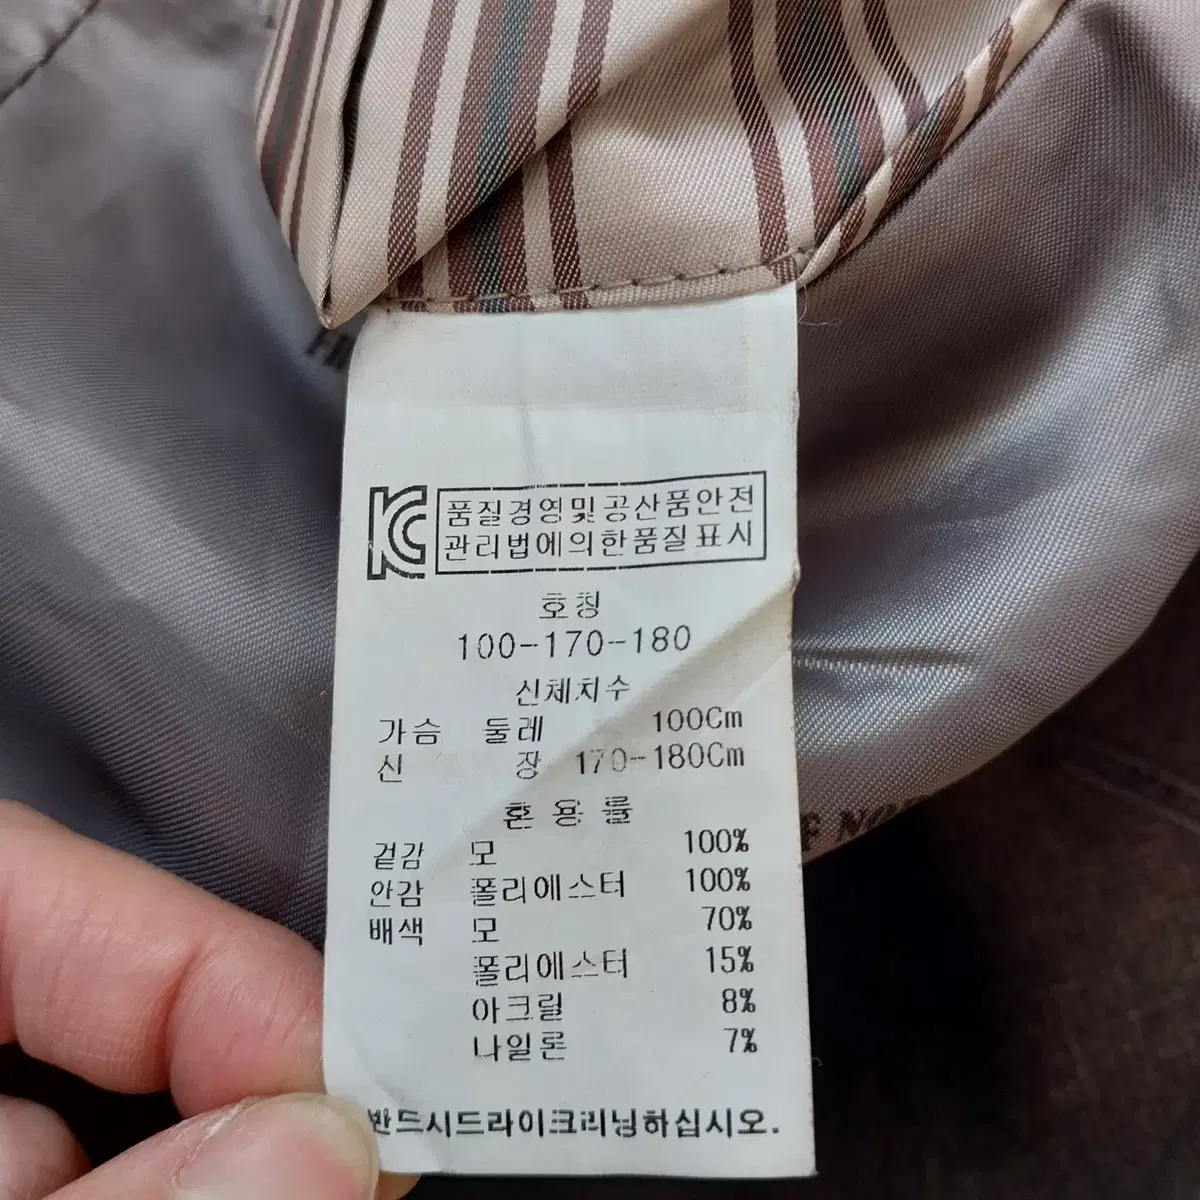 KC
품질경영및공산품안전
관리법에의한품질표시
호칭
100-170-180
신체치수
가슴 둘레 100Cm
신 장 170-180Cm
혼용률
겉감 모 100%
안감 폴리에스터 100%
배색 모 70%
폴리에스터 15%
아크릴 8%
나일론 7%
반드시드라이크리닝하십시오.